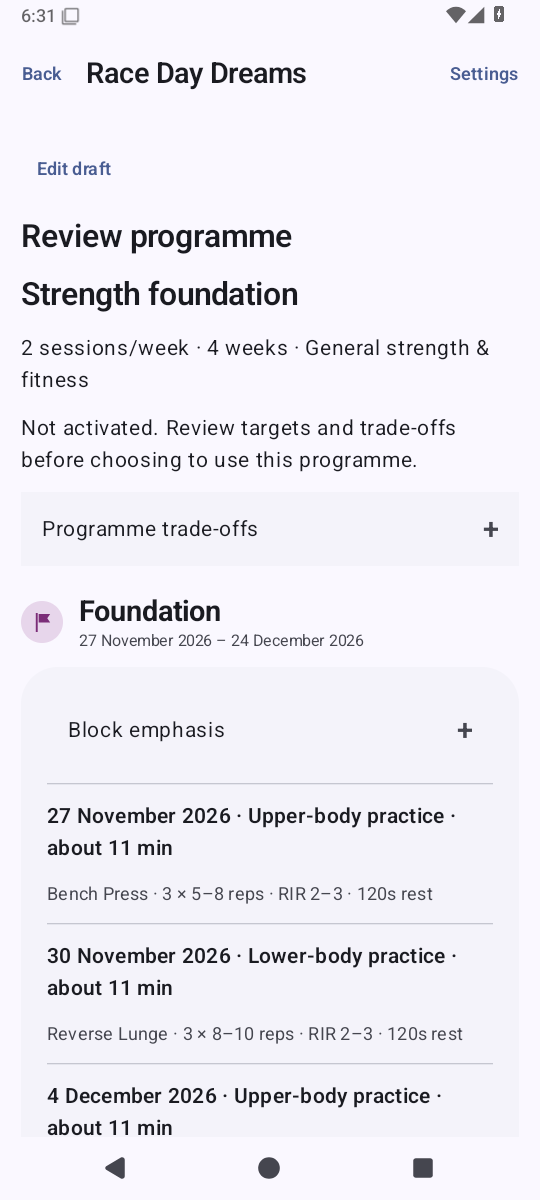 6:31
Back Race Day Dreams Settings
Edit draft
Review programme
Strength foundation
2 sessions/week · 4 weeks · General strength &
fitness
Not activated. Review targets and trade-offs
before choosing to use this programme.
Programme trade-offs +
Foundation
27 November 2026 – 24 December 2026
Block emphasis +
27 November 2026 · Upper-body practice ·
about 11 min
Bench Press · 3 × 5–8 reps · RIR 2–3 · 120s rest
30 November 2026 · Lower-body practice ·
about 11 min
Reverse Lunge · 3 × 8–10 reps · RIR 2–3 · 120s rest
4 December 2026 · Upper-body practice ·
about 11 min